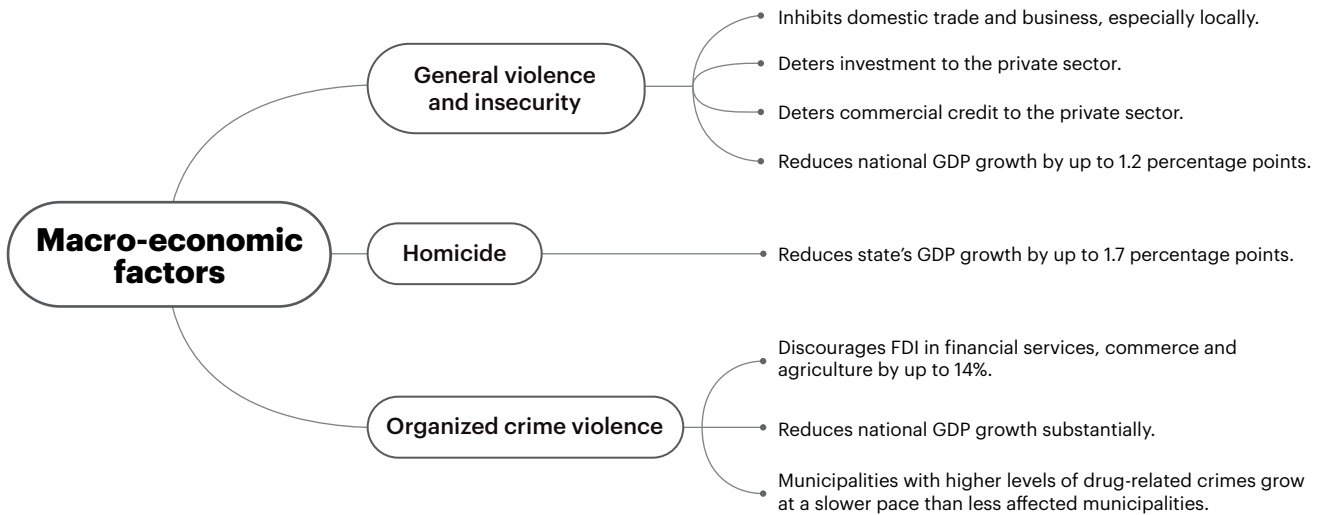 Macro-economic
factors
General violence
and insecurity
Inhibits domestic trade and business, especially locally.
Deters investment to the private sector.
Deters commercial credit to the private sector.
Reduces national GDP growth by up to 1.2 percentage points.
Homicide
Reduces state’s GDP growth by up to 1.7 percentage points.
Organized crime violence
Discourages FDI in financial services, commerce and
agriculture by up to 14%.
Reduces national GDP growth substantially.
Municipalities with higher levels of drug-related crimes grow
at a slower pace than less affected municipalities.